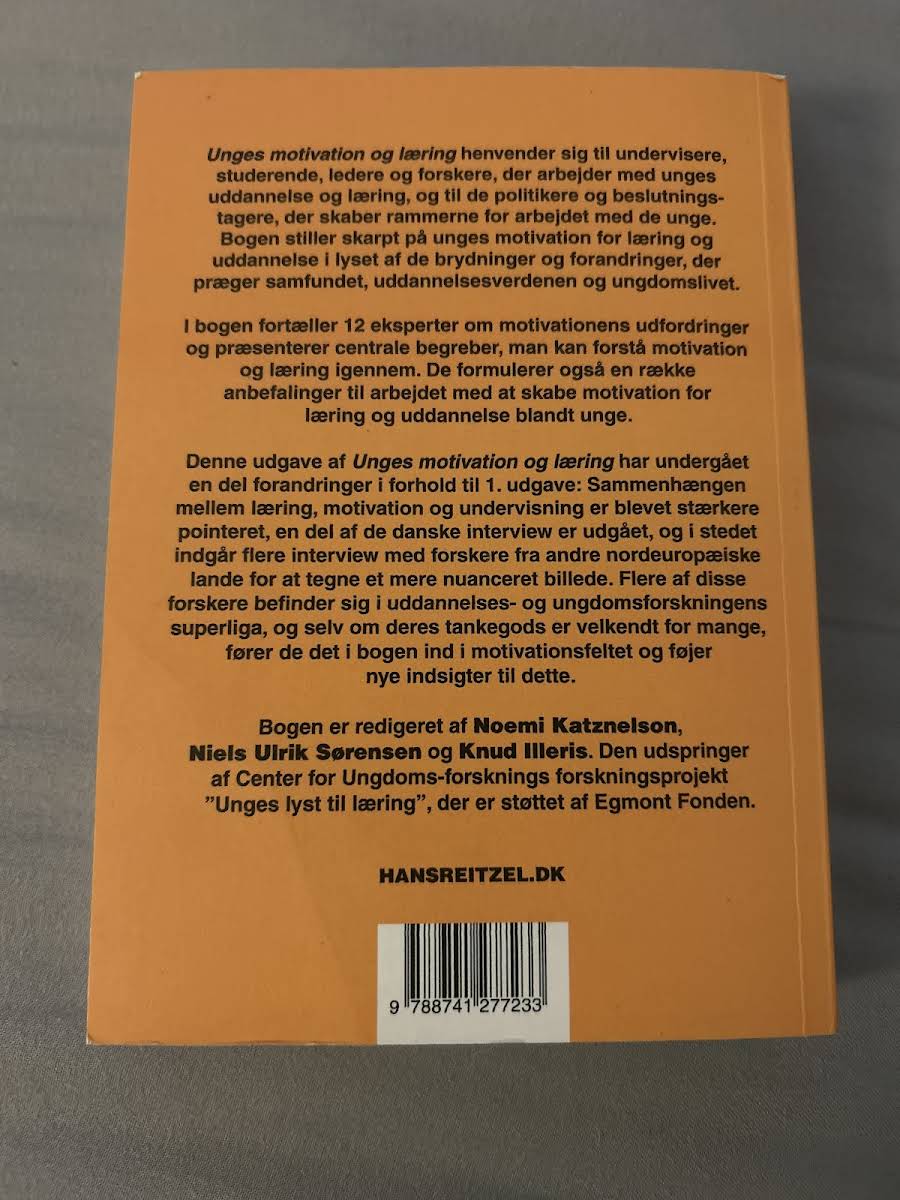 Unges motivation og læring henvender sig til undervisere,
studerende, ledere og forskere, der arbejder med unges
uddannelse og læring, og til de politikere og beslutnings-
tagere, der skaber rammerne for arbejdet med de unge.
Bogen stiller skarpt på unges motivation for læring og
uddannelse i lyset af de brydninger og forandringer, der
præger samfundet, uddannelsesverdenen og ungdomslivet.
I bogen fortæller 12 eksperter om motivationens udfordringer
og præsenterer centrale begreber, man kan forstå motivation
og læring igennem. De formulerer også en række
anbefalinger til arbejdet med at skabe motivation for
læring og uddannelse blandt unge.
Denne udgave af Unges motivation og læring har undergået
en del forandringer i forhold til 1. udgave: Sammenhængen
mellem læring, motivation og undervisning er blevet stærkere
pointeret, en del af de danske interview er udgået, og i stedet
indgår flere interview med forskere fra andre nordeuropæiske
lande for at tegne et mere nuanceret billede. Flere af disse
forskere befinder sig i uddannelses- og ungdomsforskningens
superliga, og selv om deres tankegods er velkendt for mange,
fører de det i bogen ind i motivationsfeltet og føjer
nye indsigter til dette.
Bogen er redigeret af Noemi Katznelson,
Niels Ulrik Sørensen og Knud Illeris. Den udspringer
af Center for Ungdoms-forsknings forskningsprojekt
”Unges lyst til læring”, der er støttet af Egmont Fonden.
HANSREITZEL.DK
9 788741 277233